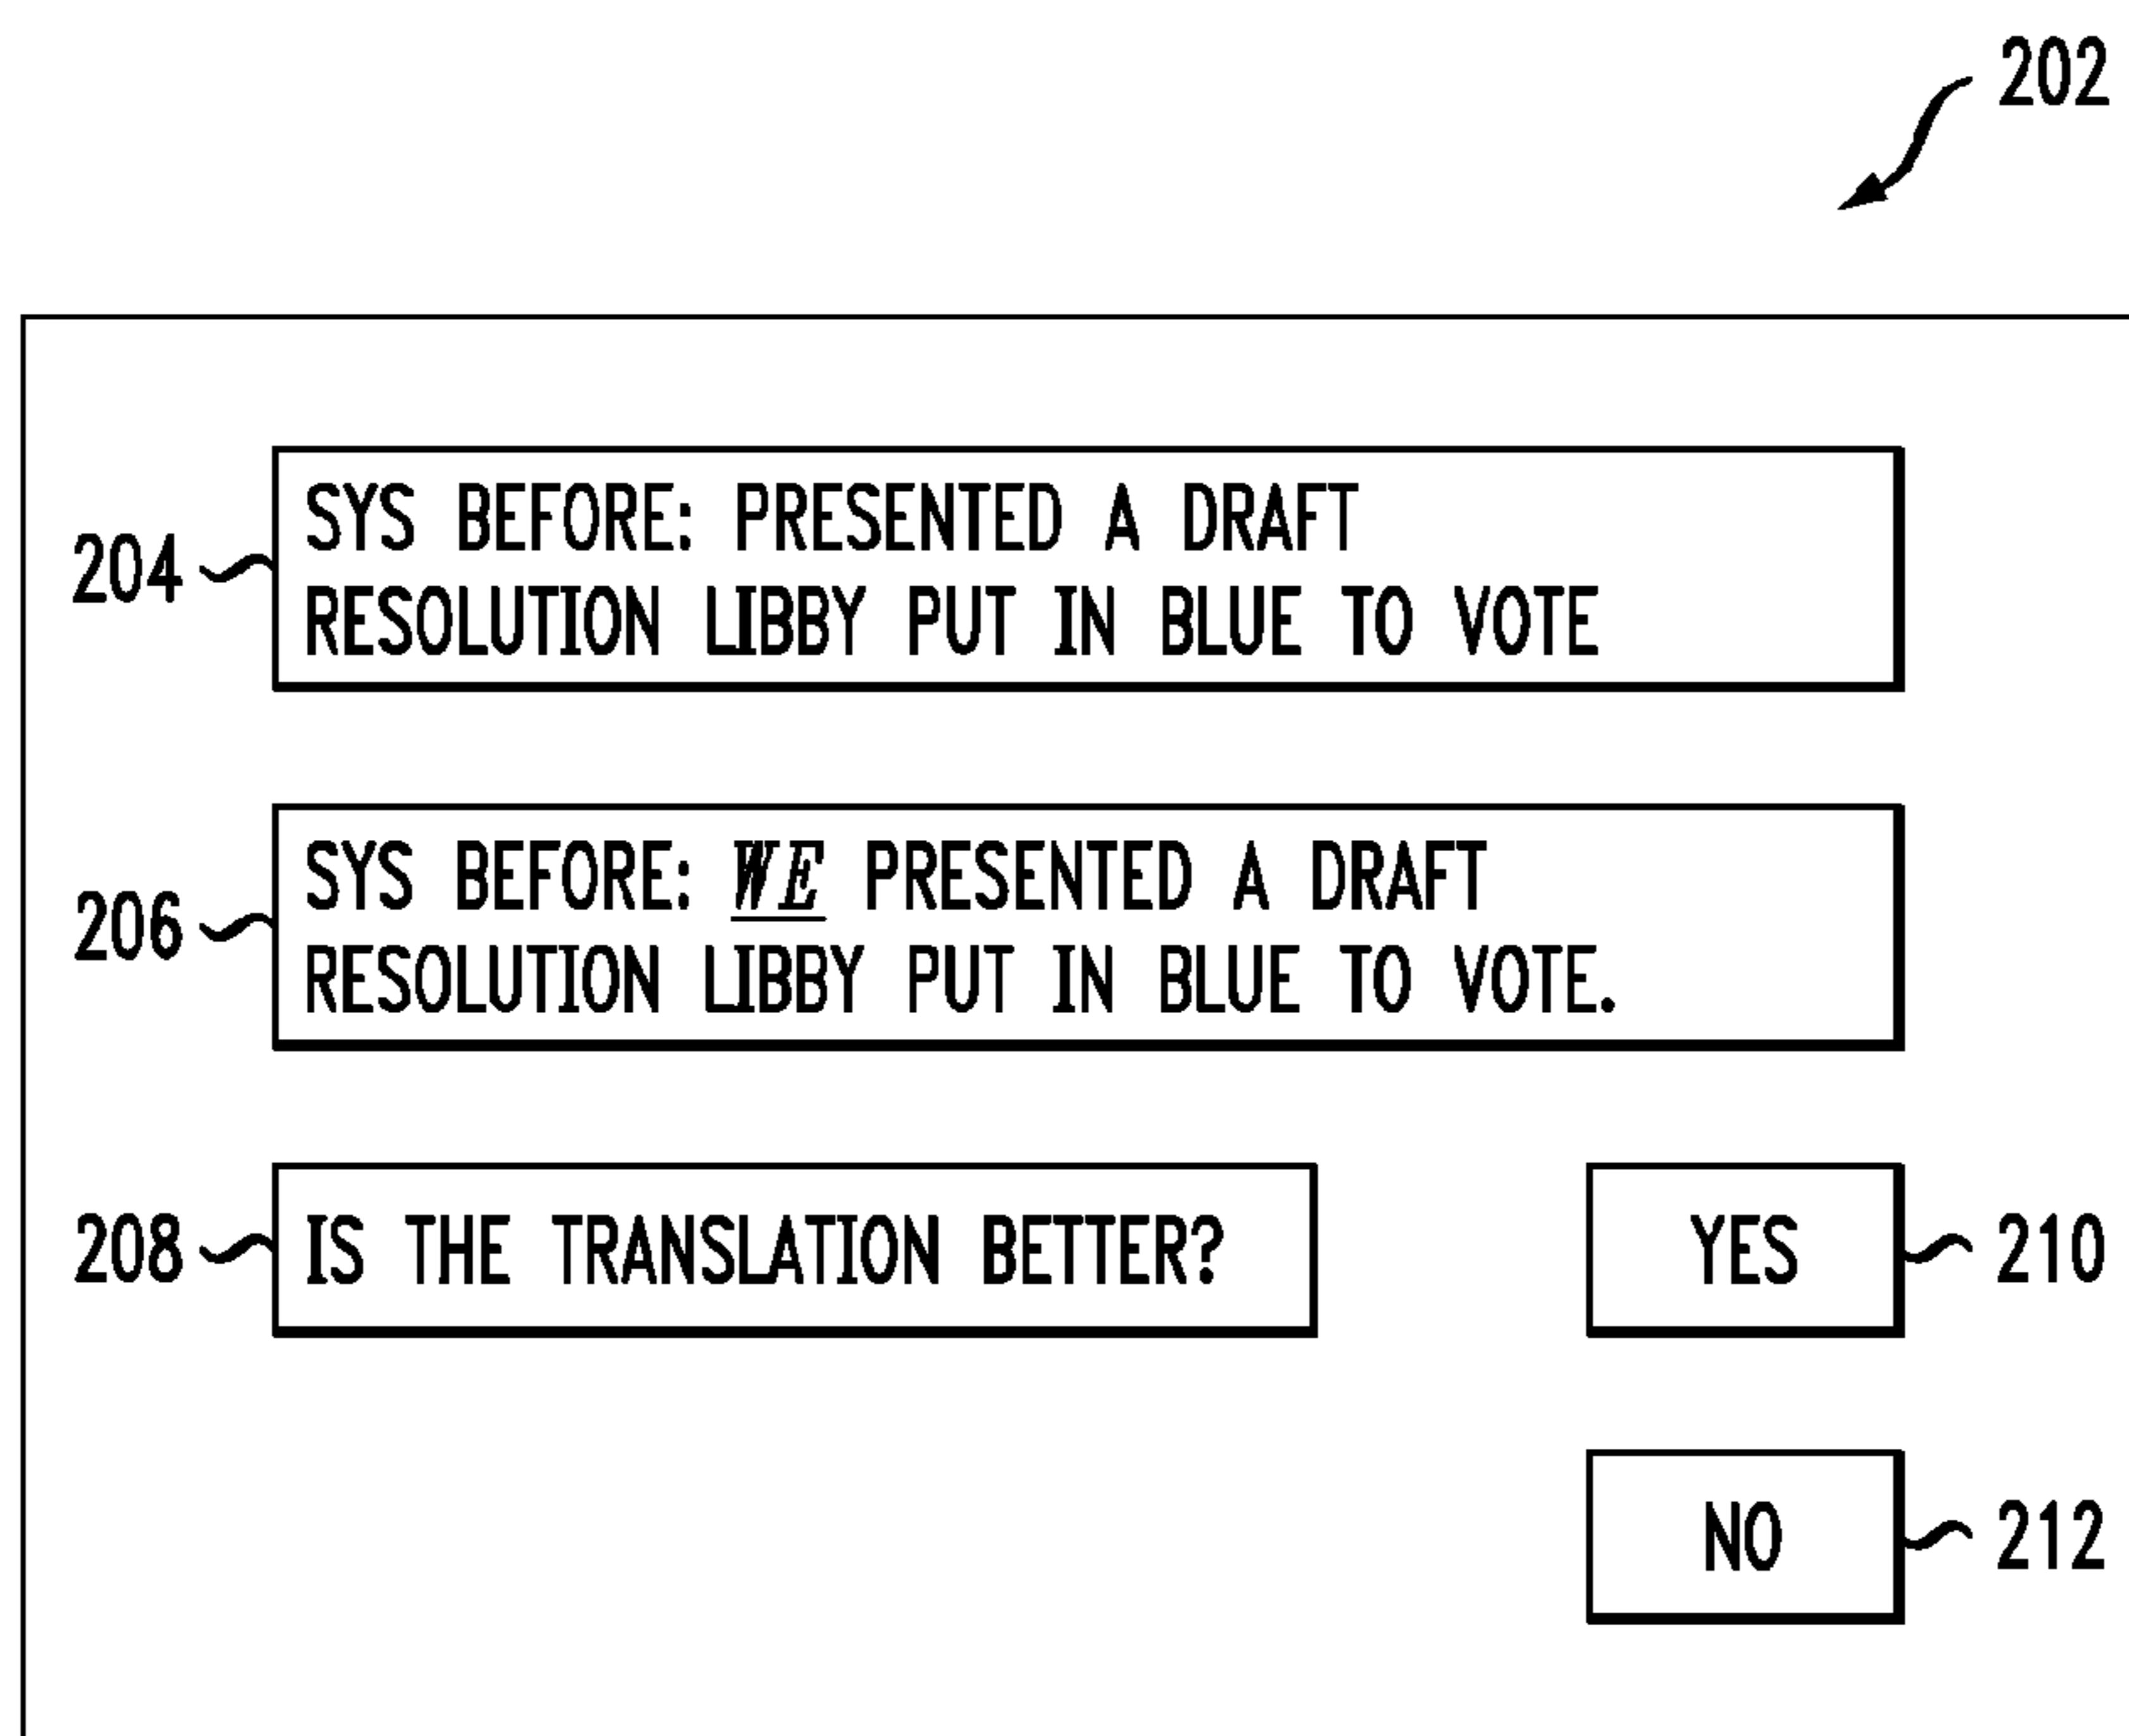 202
204
SYS BEFORE: PRESENTED A DRAFT
RESOLUTION LIBBY PUT IN BLUE TO VOTE
206
SYS BEFORE: WE PRESENTED A DRAFT
RESOLUTION LIBBY PUT IN BLUE TO VOTE.
208
IS THE TRANSLATION BETTER?
YES
210
NO
212